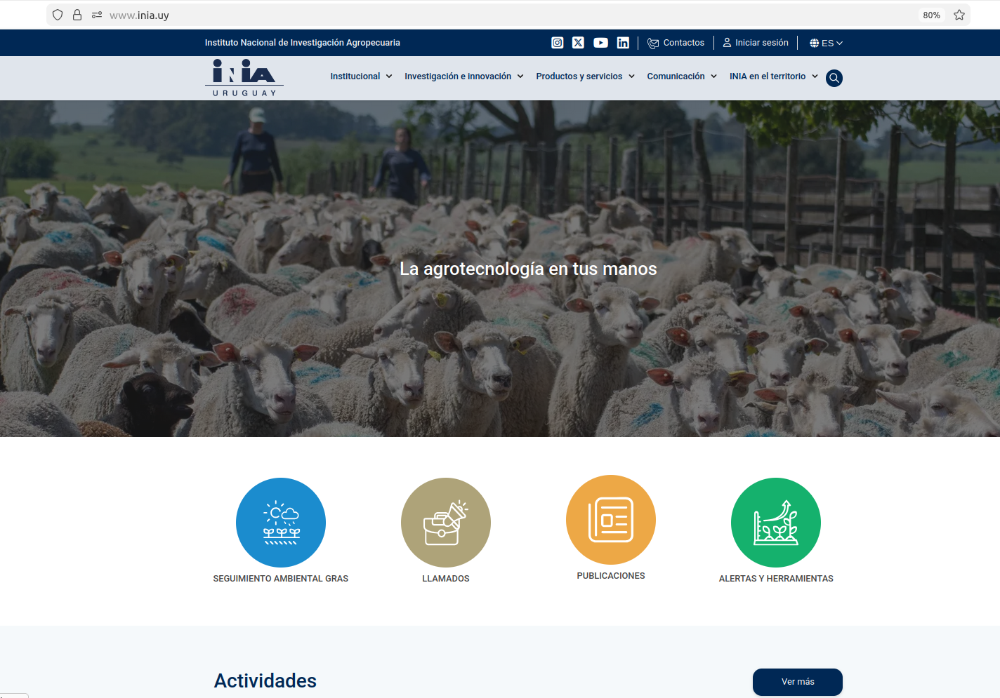 www.inia.uy
80%
Instituto Nacional de Investigación Agropecuaria
Contactos
Iniciar sesión
ES
INIA
URUGUAY
Institucional
Investigación e innovación
Productos y servicios
Comunicación
INIA en el territorio
La agrotecnología en tus manos
SEGUIMIENTO AMBIENTAL GRAS
LLAMADOS
PUBLICACIONES
ALERTAS Y HERRAMIENTAS
Actividades
Ver más